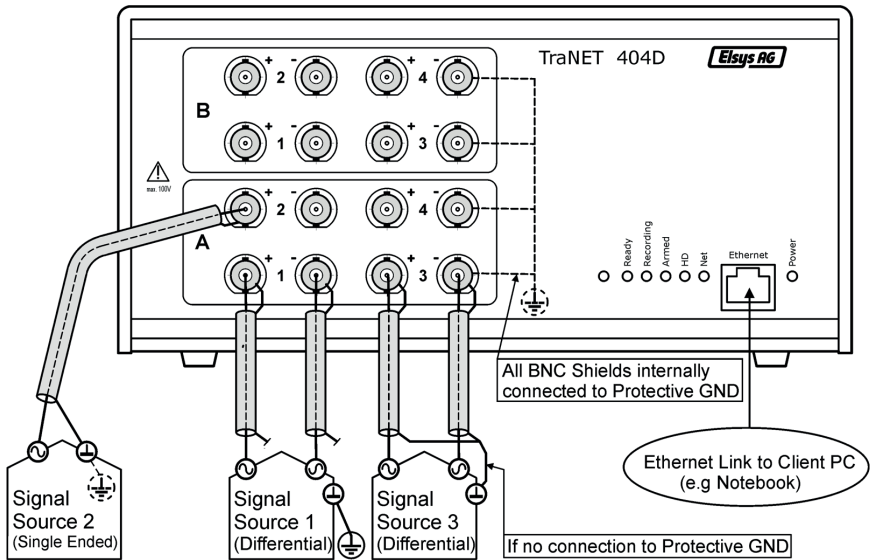 TraNET 404D
Elsys AG
B
+ 2 -
+ 4 -
+ 1 -
+ 3 -
max. 100V
A
+ 2 -
+ 4 -
+ 1 -
+ 3 -
Ready
Recording
Armed
HD
Net
Ethernet
Power
All BNC Shields internally
connected to Protective GND
Ethernet Link to Client PC
(e.g Notebook)
Signal
Source 2
(Single Ended)
Signal
Source 1
(Differential)
Signal
Source 3
(Differential)
If no connection to Protective GND